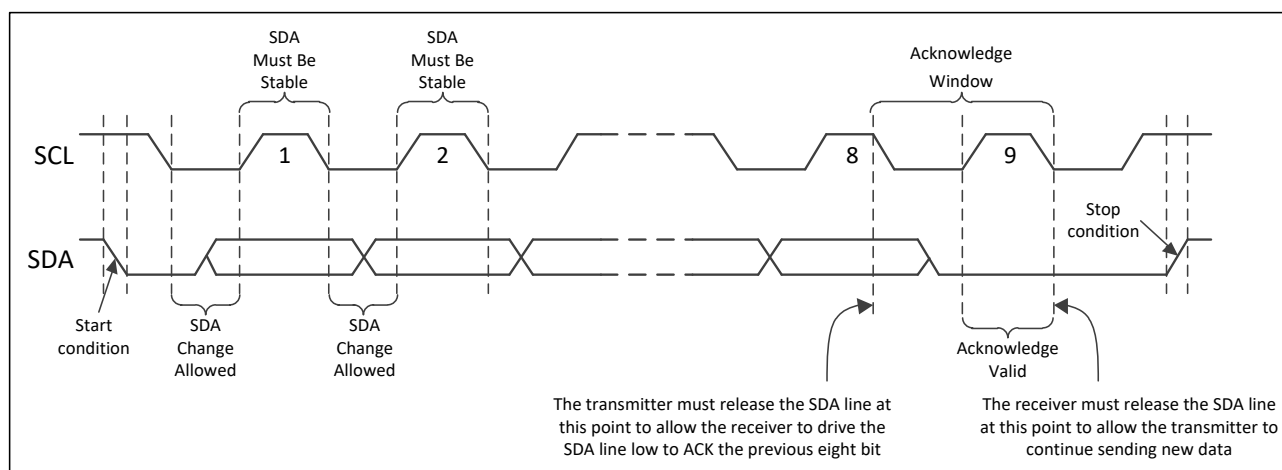 SDA
Must Be
Stable
SDA
Must Be
Stable
Acknowledge
Window
SCL
1
2
8
9
SDA
Stop
condition
Start
condition
SDA
Change
Allowed
SDA
Change
Allowed
Acknowledge
Valid
The transmitter must release the SDA line at
this point to allow the receiver to drive the
SDA line low to ACK the previous eight bit
The receiver must release the SDA line
at this point to allow the transmitter to
continue sending new data